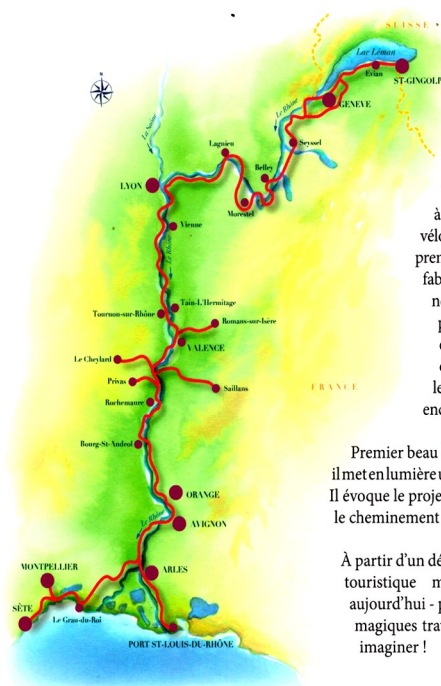 SUISSE
Lac Léman
Evian
ST-GINGOLPH
GENEVE
Le Rhône
Seyssel
La Saône
Lagnieu
Belley
LYON
Morestel
Vienne
Le Rhône
Tain-L'Hermitage
Tournon-sur-Rhône
Romans-sur-Isère
VALENCE
Le Cheylard
Privas
Saillans
FRANCE
Rochemaure
Bourg-St-Andeol
ORANGE
Le Rhône
AVIGNON
MONTPELLIER
ARLES
SÈTE
Le Grau-du-Roi
PORT ST-LOUIS-DU-RHÔNE
à
vélo
pren
fab
n
p
le
enc
Premier beau
il met en lumière u
Il évoque le proje
le cheminement
À partir d'un dé
touristique m
aujourd'hui - p
magiques tra
imaginer !